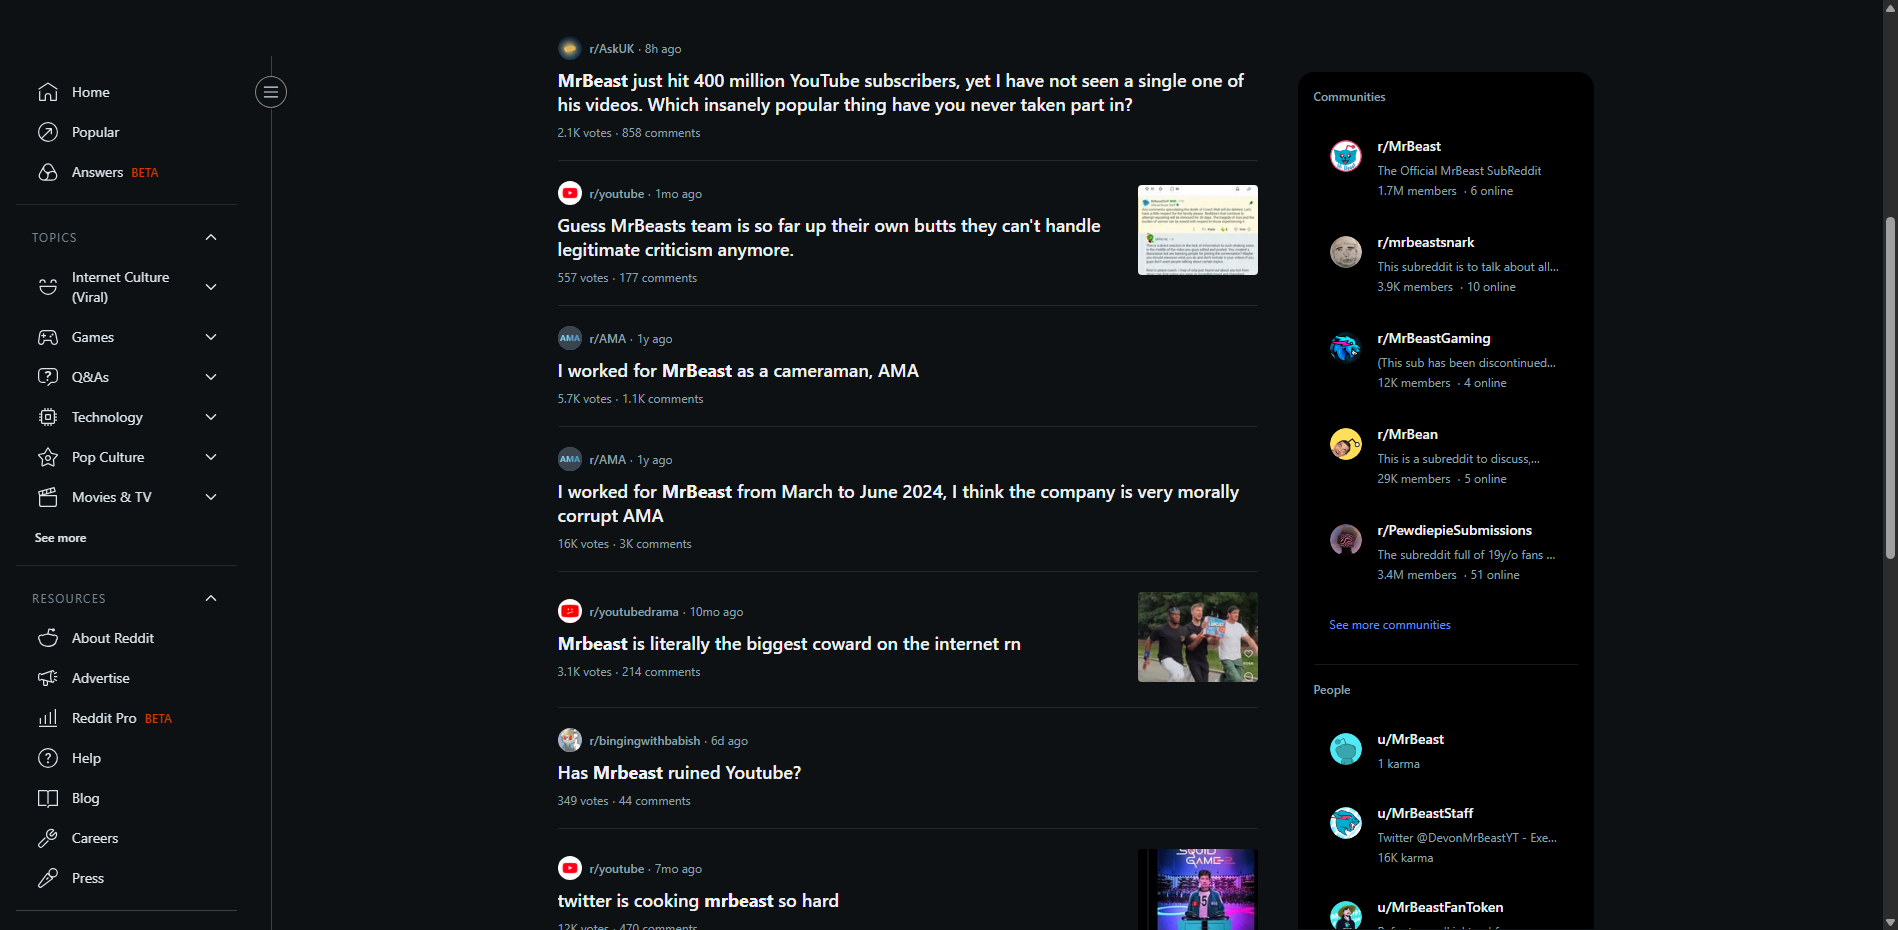 Home
Popular
Answers BETA
TOPICS
Internet Culture
(Viral)
Games
Q&As
Technology
Pop Culture
Movies & TV
See more
RESOURCES
About Reddit
Advertise
Reddit Pro BETA
Help
Blog
Careers
Press
r/AskUK · 8h ago
MrBeast just hit 400 million YouTube subscribers, yet I have not seen a single one of
his videos. Which insanely popular thing have you never taken part in?
2.1K votes · 858 comments
r/youtube · 1mo ago
Guess MrBeasts team is so far up their own butts they can't handle
legitimate criticism anymore.
557 votes · 177 comments
AMA r/AMA · 1y ago
I worked for MrBeast as a cameraman, AMA
5.7K votes · 1.1K comments
AMA r/AMA · 1y ago
I worked for MrBeast from March to June 2024, I think the company is very morally
corrupt AMA
16K votes · 3K comments
r/youtubedrama · 10mo ago
Mrbeast is literally the biggest coward on the internet rn
3.1K votes · 214 comments
r/bingingwithbabish · 6d ago
Has Mrbeast ruined Youtube?
349 votes · 44 comments
r/youtube · 7mo ago
twitter is cooking mrbeast so hard
12K votes · 470 comments
SQUID
GAME
Communities
r/MrBeast
The Official MrBeast SubReddit
1.7M members · 6 online
r/mrbeastsnark
This subreddit is to talk about all...
3.9K members · 10 online
r/MrBeastGaming
(This sub has been discontinued...
12K members · 4 online
r/MrBean
This is a subreddit to discuss,...
29K members · 5 online
r/PewdiepieSubmissions
The subreddit full of 19y/o fans ...
3.4M members · 51 online
See more communities
People
u/MrBeast
1 karma
u/MrBeastStaff
Twitter @DevonMrBeastYT - Exe...
16K karma
u/MrBeastFanToken